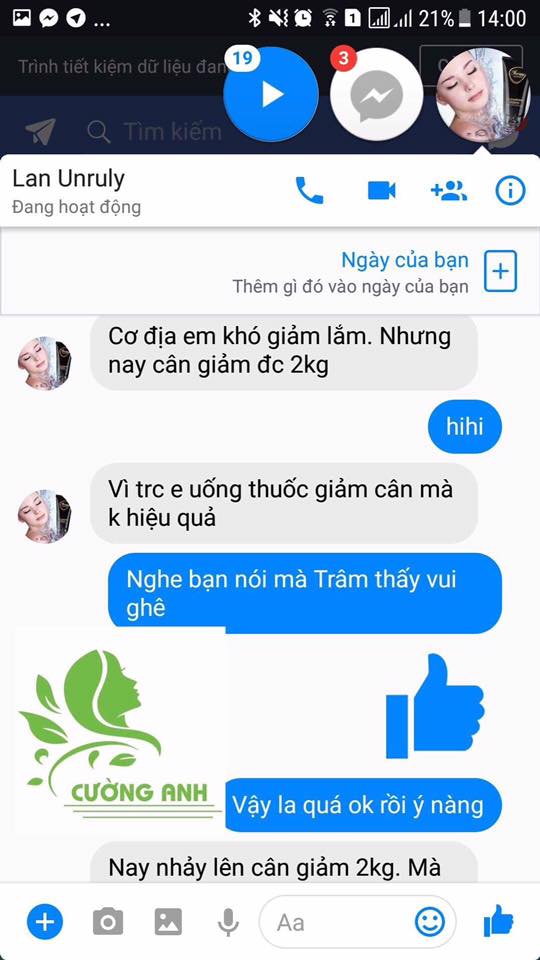 ... 1 21% 14:00
Trình tiết kiệm dữ liệu đan
19
3
Tìm kiếm
Lan Unruly
Đang hoạt động
Ngày của bạn
Thêm gì đó vào ngày của bạn
Cơ địa em khó giảm lắm. Nhưng
nay cân giảm đc 2kg
hihi
Vì trc e uống thuốc giảm cân mà
k hiệu quả
Nghe bạn nói mà Trâm thấy vui
ghê
CƯỜNG ANH
Vậy la quá ok rồi ý nàng
Nay nhảy lên cân giảm 2kg. Mà
Aa